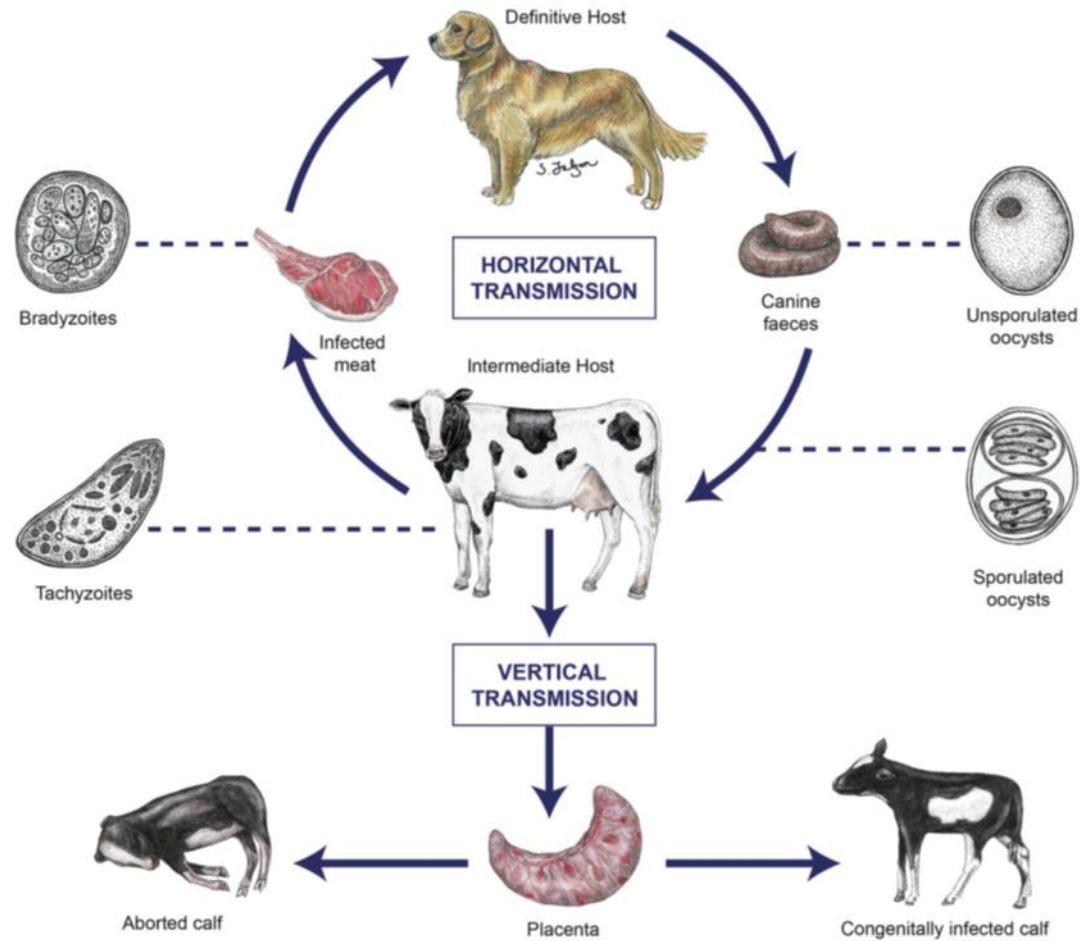 Definitive Host
S. Jafzon
HORIZONTAL
TRANSMISSION
Bradyzoites
Infected
meat
Canine
faeces
Unsporulated
oocysts
Intermediate Host
Tachyzoites
Sporulated
oocysts
VERTICAL
TRANSMISSION
Aborted calf
Placenta
Congenitally infected calf